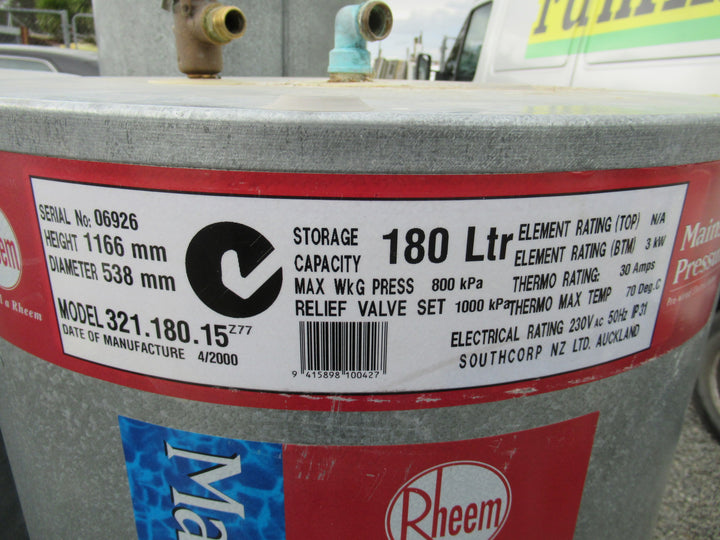 SERIAL No: 06926
HEIGHT 1166 mm
DIAMETER 538 mm
MODEL 321.180.15 Z77
DATE OF MANUFACTURE 4/2000
STORAGE CAPACITY 180 Ltr
MAX WkG PRESS 800 kPa
RELIEF VALVE SET 1000 kPa
9 415898 100427
ELEMENT RATING (TOP) N/A
ELEMENT RATING (BTM) 3 kW
THERMO RATING: 30 Amps
THERMO MAX TEMP 70 Deg.C
ELECTRICAL RATING 230V AC 50Hz IP31
SOUTHCORP NZ LTD. AUCKLAND
a Rheem
Rheem